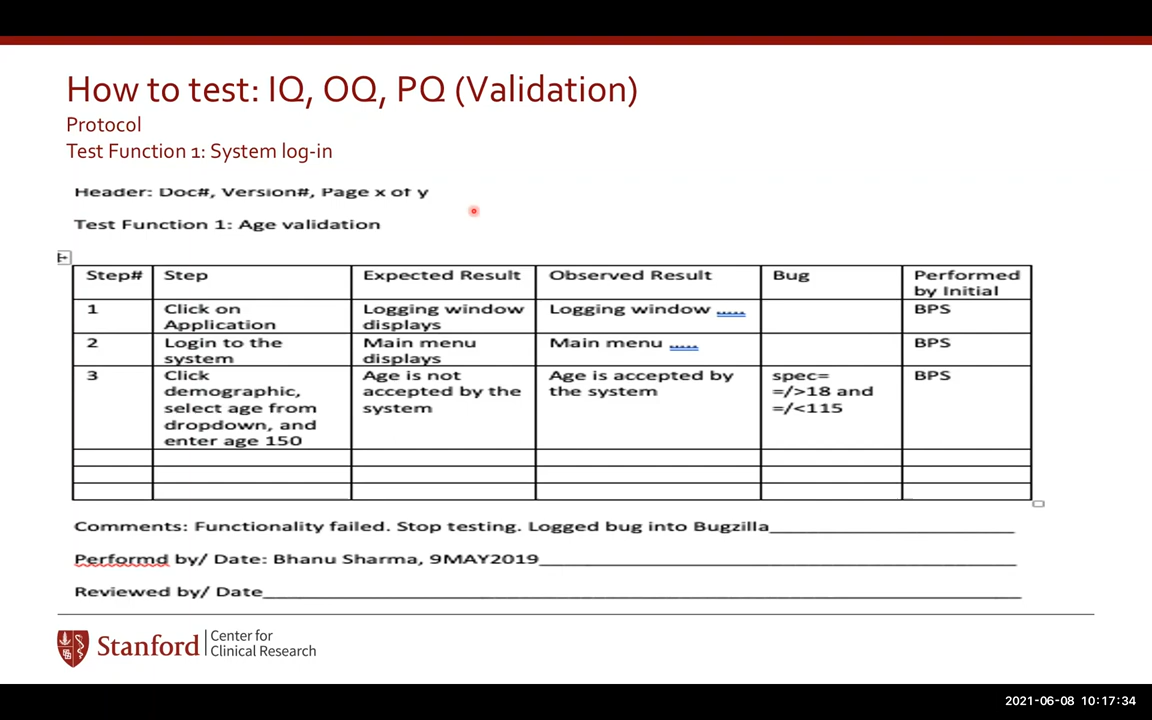 How to test: IQ, OQ, PQ (Validation)
Protocol
Test Function 1: System log-in
Header: Doc#, Version#, Page x of y
Test Function 1: Age validation
Step# Step Expected Result Observed Result Bug Performed
by Initial
1 Click on Logging window Logging window ..... BPS
Application displays
2 Login to the Main menu Main menu ..... BPS
system displays
3 Click Age is not Age is accepted by spec= BPS
demographic, accepted by the the system =/>18 and
select age from system =/<115
dropdown, and
enter age 150
Comments: Functionality failed. Stop testing. Logged bug into Bugzilla
Performd by/ Date: Bhanu Sharma, 9MAY2019
Reviewed by/ Date
Stanford Center for
Clinical Research
2021-06-08 10:17:34